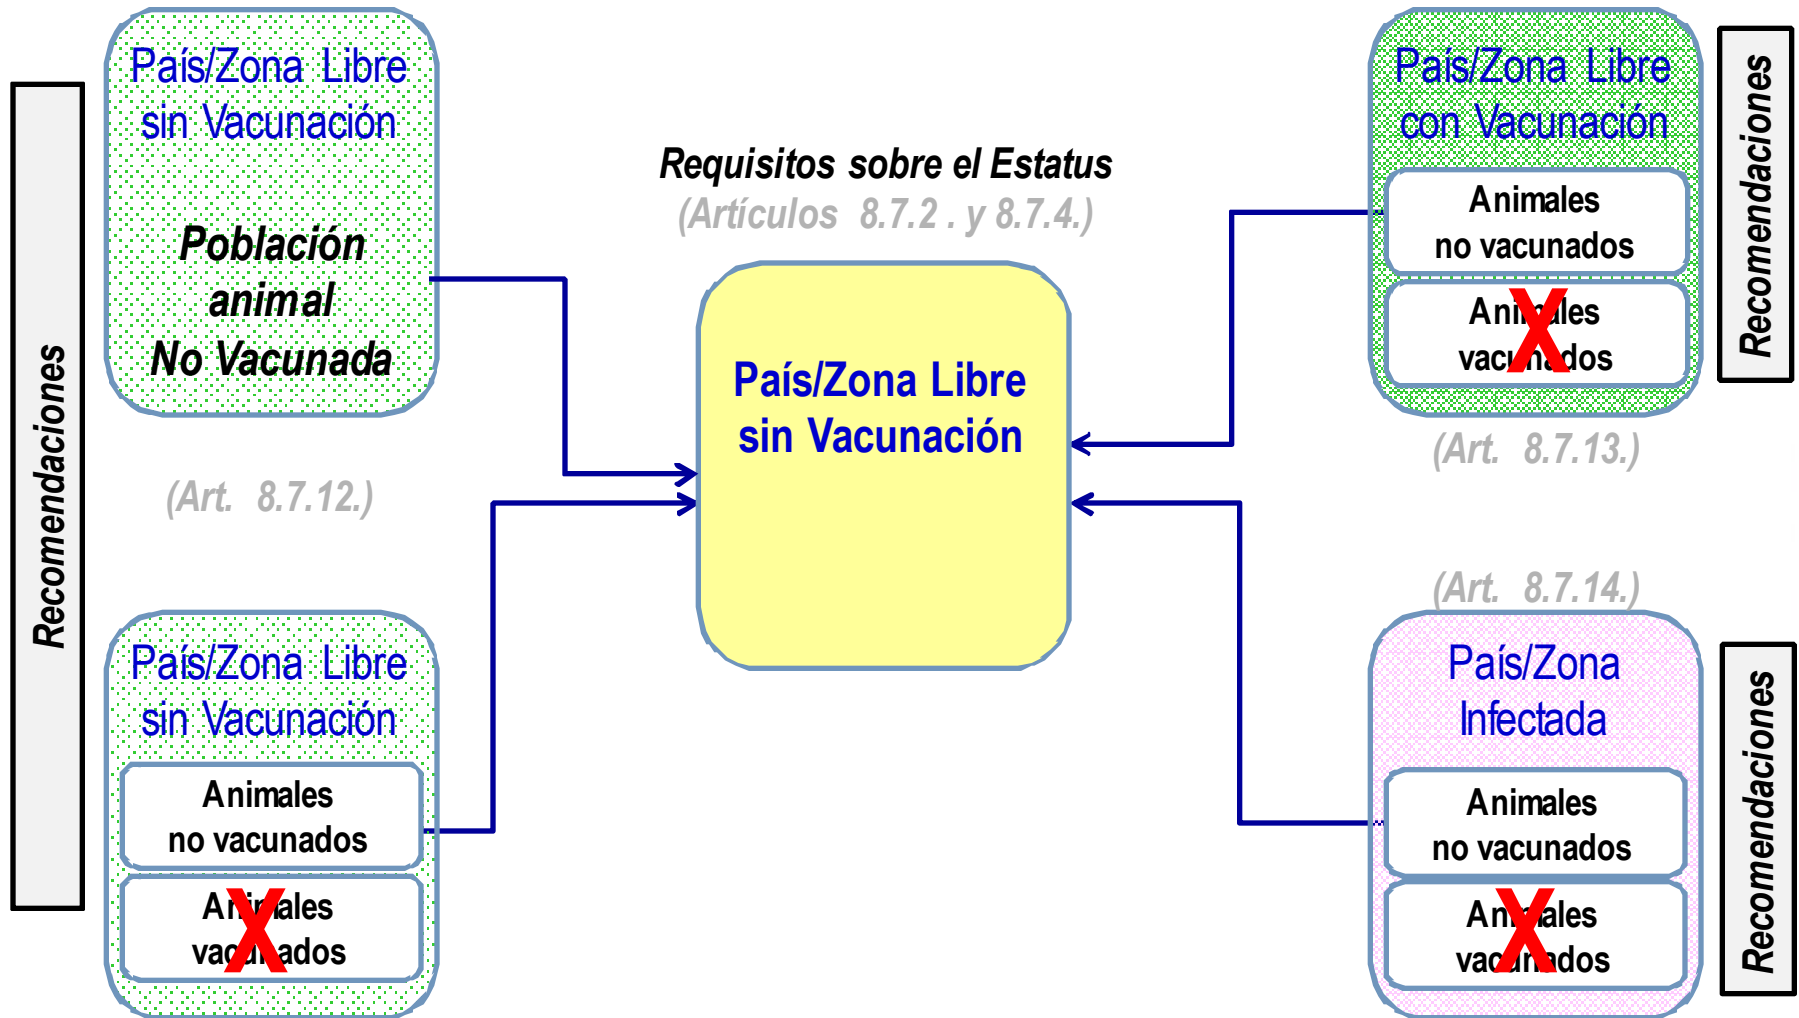 Recomendaciones
País/Zona Libre
sin Vacunación
Población
animal
No Vacunada
(Art. 8.7.12.)
País/Zona Libre
sin Vacunación
Animales
no vacunados
Animales
vacunados
X
Requisitos sobre el Estatus
(Artículos 8.7.2 . y 8.7.4.)
País/Zona Libre
sin Vacunación
País/Zona Libre
con Vacunación
Animales
no vacunados
Animales
vacunados
X
(Art. 8.7.13.)
Recomendaciones
(Art. 8.7.14.)
País/Zona
Infectada
Animales
no vacunados
Animales
vacunados
X
Recomendaciones